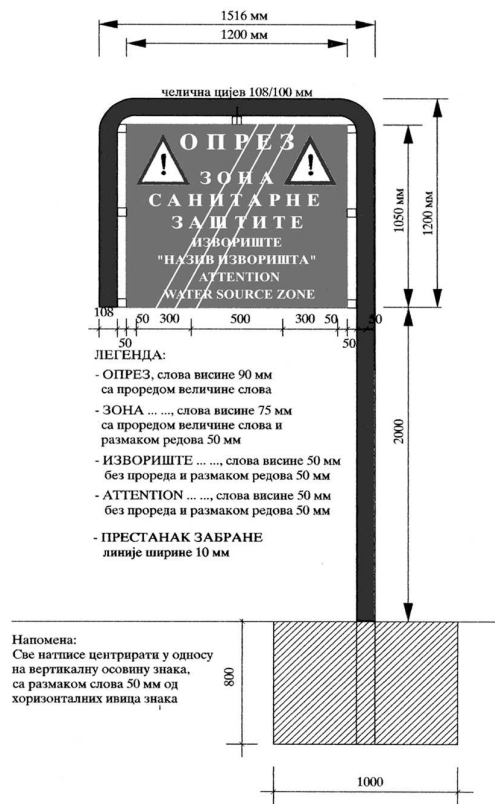 1516 мм
1200 мм
челична цијев 108/100 мм
ОПРЕЗ
ЗОНА
САНИТАРНЕ
ЗАШТИТЕ
ИЗВОРИШТЕ
"НАЗИВ ИЗВОРИШТА"
ATTENTION
WATER SOURCE ZONE
1050 мм
1200 мм
108
50
50
300
500
300
50
50
50
2000
ЛЕГЕНДА:
- ОПРЕЗ, слова висине 90 мм
са проредом величине слова
- ЗОНА ... ..., слова висине 75 мм
са проредом величине слова и
размаком редова 50 мм
- ИЗВОРИШТЕ ... ..., слова висине 50 мм
без прореда и размаком редова 50 мм
- ATTENTION ... ..., слова висине 50 мм
без прореда и размаком редова 50 мм
- ПРЕСТАНАК ЗАБРАНЕ
линије ширине 10 мм
Напомена:
Све натписе центрирати у односу
на вертикалну осовину знака,
са размаком слова 50 мм од
хоризонталних ивица знака
800
1000